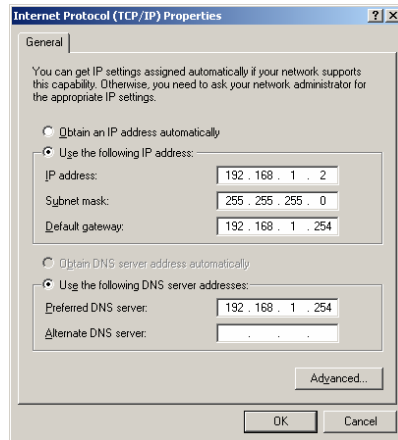 Internet Protocol (TCP/IP) Properties ? X
General
You can get IP settings assigned automatically if your network supports
this capability. Otherwise, you need to ask your network administrator for
the appropriate IP settings.
Obtain an IP address automatically
Use the following IP address:
IP address: 192 . 168 . 1 . 2
Subnet mask: 255 . 255 . 255 . 0
Default gateway: 192 . 168 . 1 . 254
Obtain DNS server address automatically
Use the following DNS server addresses:
Preferred DNS server: 192 . 168 . 1 . 254
Alternate DNS server: . . .
Advanced...
OK Cancel